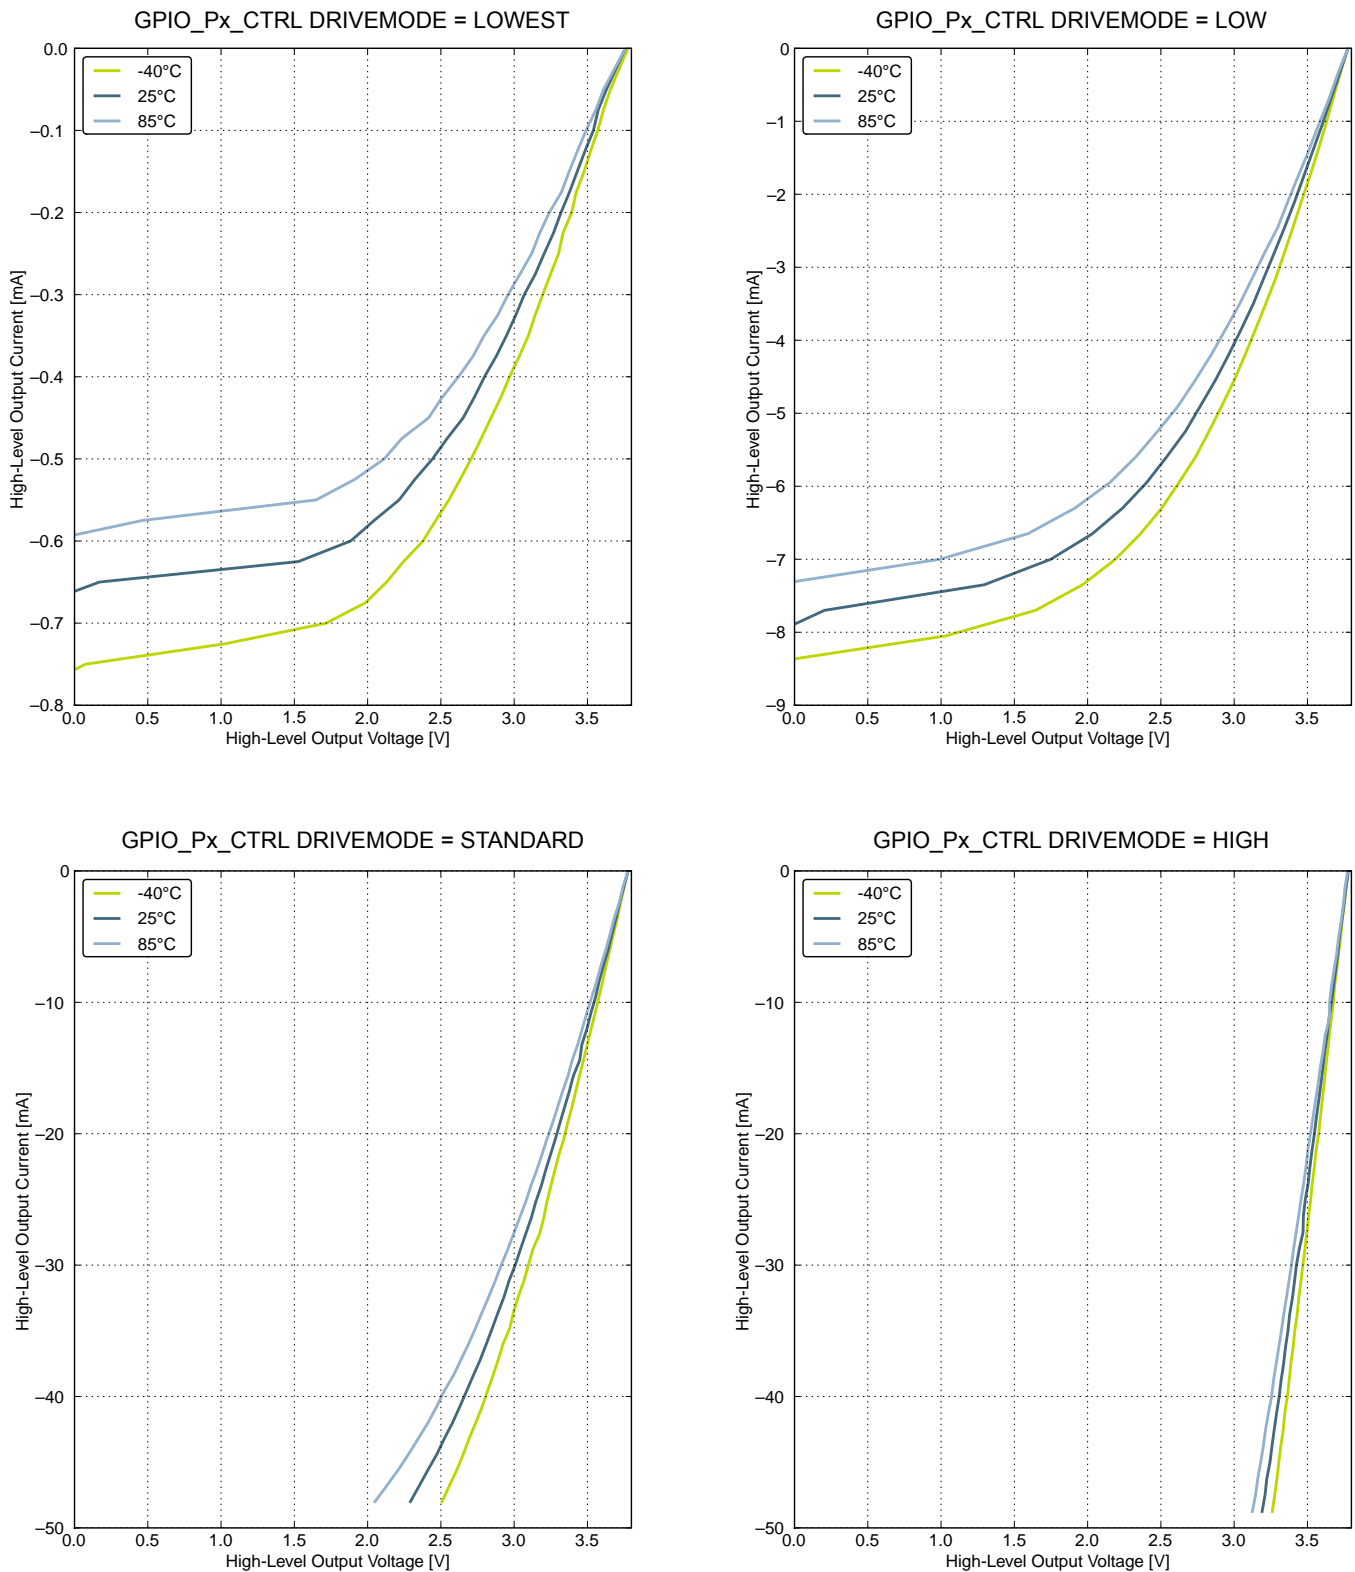 GPIO_Px_CTRL DRIVEMODE = LOWEST
0.0
–0.1
–0.2
–0.3
–0.4
–0.5
–0.6
–0.7
–0.8
High-Level Output Current [mA]
-40°C
25°C
85°C
0.0 0.5 1.0 1.5 2.0 2.5 3.0 3.5
High-Level Output Voltage [V]
GPIO_Px_CTRL DRIVEMODE = LOW
0
–1
–2
–3
–4
–5
–6
–7
–8
–9
High-Level Output Current [mA]
-40°C
25°C
85°C
0.0 0.5 1.0 1.5 2.0 2.5 3.0 3.5
High-Level Output Voltage [V]
GPIO_Px_CTRL DRIVEMODE = STANDARD
0
–10
–20
–30
–40
–50
High-Level Output Current [mA]
-40°C
25°C
85°C
0.0 0.5 1.0 1.5 2.0 2.5 3.0 3.5
High-Level Output Voltage [V]
GPIO_Px_CTRL DRIVEMODE = HIGH
0
–10
–20
–30
–40
–50
High-Level Output Current [mA]
-40°C
25°C
85°C
0.0 0.5 1.0 1.5 2.0 2.5 3.0 3.5
High-Level Output Voltage [V]